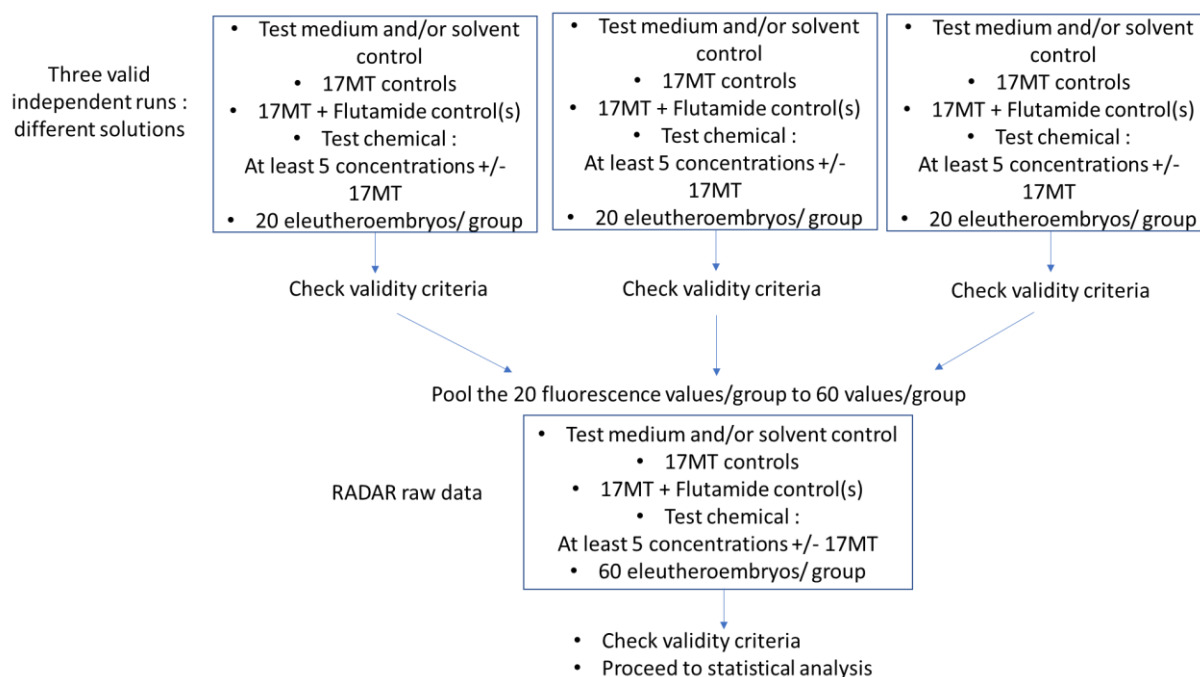 Three valid
independent runs :
different solutions
• Test medium and/or solvent
control
• 17MT controls
• 17MT + Flutamide control(s)
• Test chemical :
At least 5 concentrations +/-
17MT
• 20 eleutheroembryos/ group
• Test medium and/or solvent
control
• 17MT controls
• 17MT + Flutamide control(s)
• Test chemical :
At least 5 concentrations +/-
17MT
• 20 eleutheroembryos/ group
• Test medium and/or solvent
control
• 17MT controls
• 17MT + Flutamide control(s)
• Test chemical :
At least 5 concentrations +/-
17MT
• 20 eleutheroembryos/ group
Check validity criteria
Check validity criteria
Check validity criteria
Pool the 20 fluorescence values/group to 60 values/group
RADAR raw data
• Test medium and/or solvent control
• 17MT controls
• 17MT + Flutamide control(s)
• Test chemical :
At least 5 concentrations +/- 17MT
• 60 eleutheroembryos/ group
• Check validity criteria
• Proceed to statistical analysis